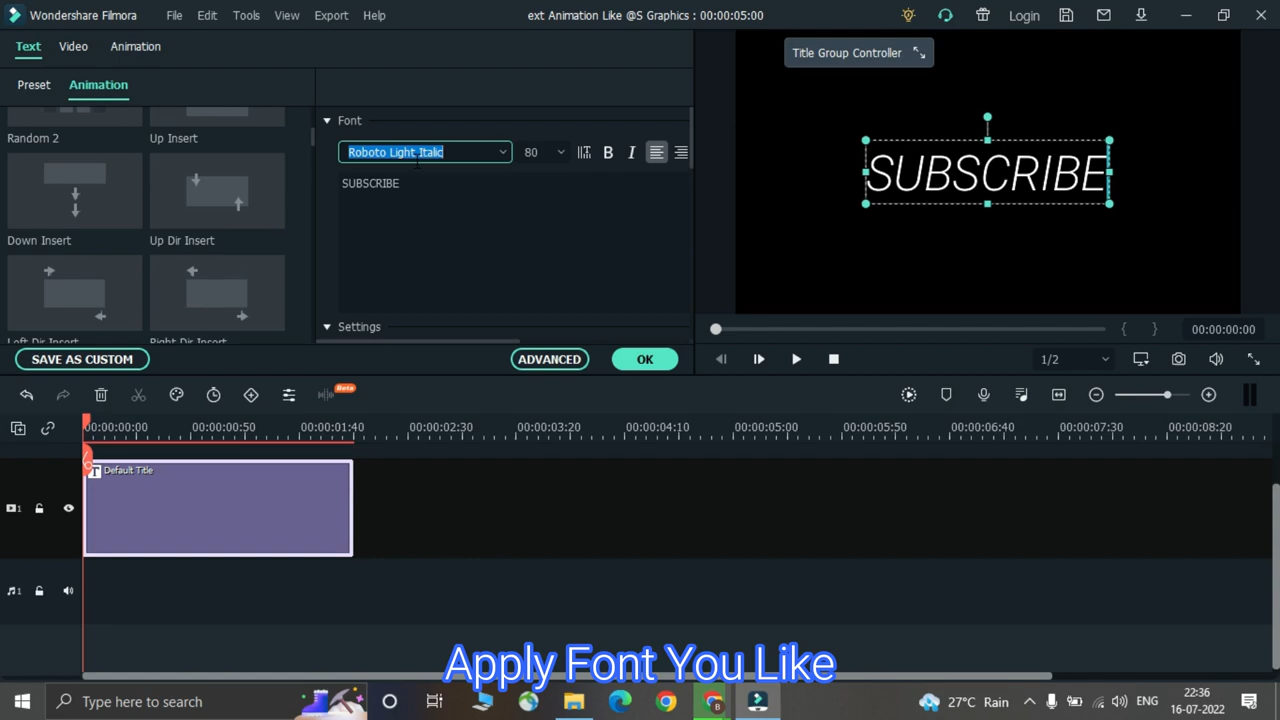 Wondershare Filmora File Edit Tools View Export Help ext Animation Like @S Graphics : 00:00:05:00 Login
Text Video Animation
Title Group Controller
Preset Animation
Font
Random 2 Up Insert
Roboto Light Italic 80 B I
SUBSCRIBE
SUBSCRIBE
Down Insert Up Dir Insert
Settings
00:00:00:00
SAVE AS CUSTOM ADVANCED OK
1/2
Beta
00:00:00:00 00:00:00:50 00:00:01:40 00:00:02:30 00:00:03:20 00:00:04:10 00:00:05:00 00:00:05:50 00:00:06:40 00:00:07:30 00:00:08:20
T Default Title
1
1
Apply Font You Like
Type here to search B 27°C Rain ENG 22:36
16-07-2022